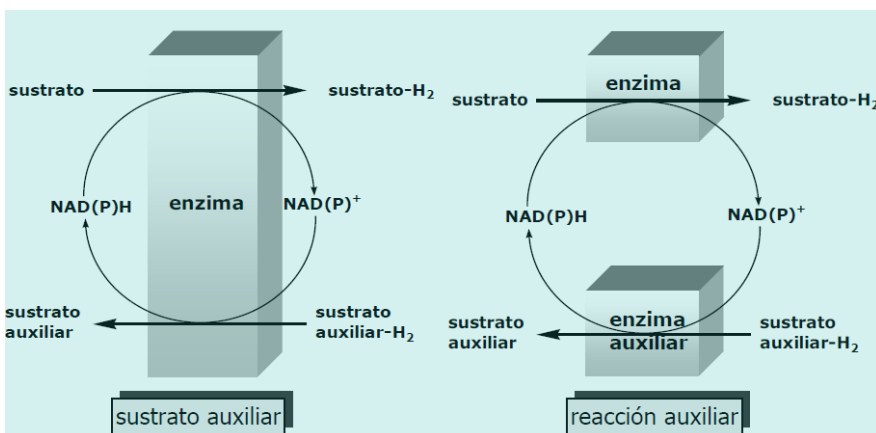 sustrato
sustrato-H₂
NAD(P)H
enzima
NAD(P)⁺
sustrato
auxiliar
sustrato
auxiliar-H₂
sustrato auxiliar
enzima
sustrato
sustrato-H₂
NAD(P)H
NAD(P)⁺
sustrato
auxiliar
enzima
auxiliar
sustrato
auxiliar-H₂
reacción auxiliar